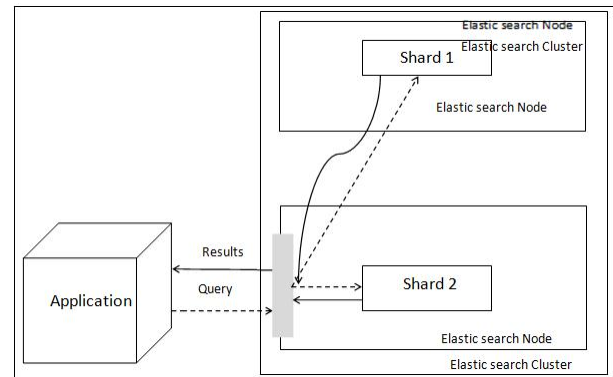 Elastic search Node
Elastic search Cluster
Shard 1
Elastic search Node
Results
Query
Application
Shard 2
Elastic search Node
Elastic search Cluster